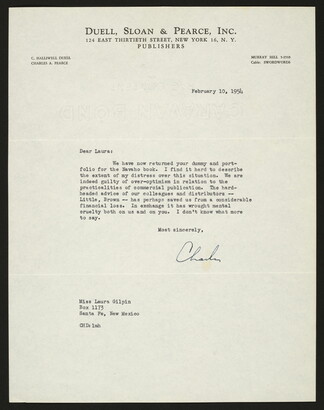 DUELL, SLOAN & PEARCE, INC.
124 EAST THIRTIETH STREET, NEW YORK 16, N. Y.
PUBLISHERS
C. HALLIWELL DUELL
CHARLES A. PEARCE
MURRAY HILL
Cable: SWORDWORKS
February 10, 1954
Dear Laura:
We have now returned your dummy and port-
folio for the Navaho book. I find it hard to describe
the extent of my distress over this situation. We are
indeed guilty of over-optimism in relation to the
practicalities of commercial publication. The hard-
headed advice of our colleagues and distributors --
Little, Brown -- has perhaps saved us from a considerable
financial loss. In exchange it has wrought mental
cruelty both on us and on you. I don't know what more
to say.
Most sincerely,
Charles
Miss Laura Gilpin
Box 1173
Santa Fe, New Mexico